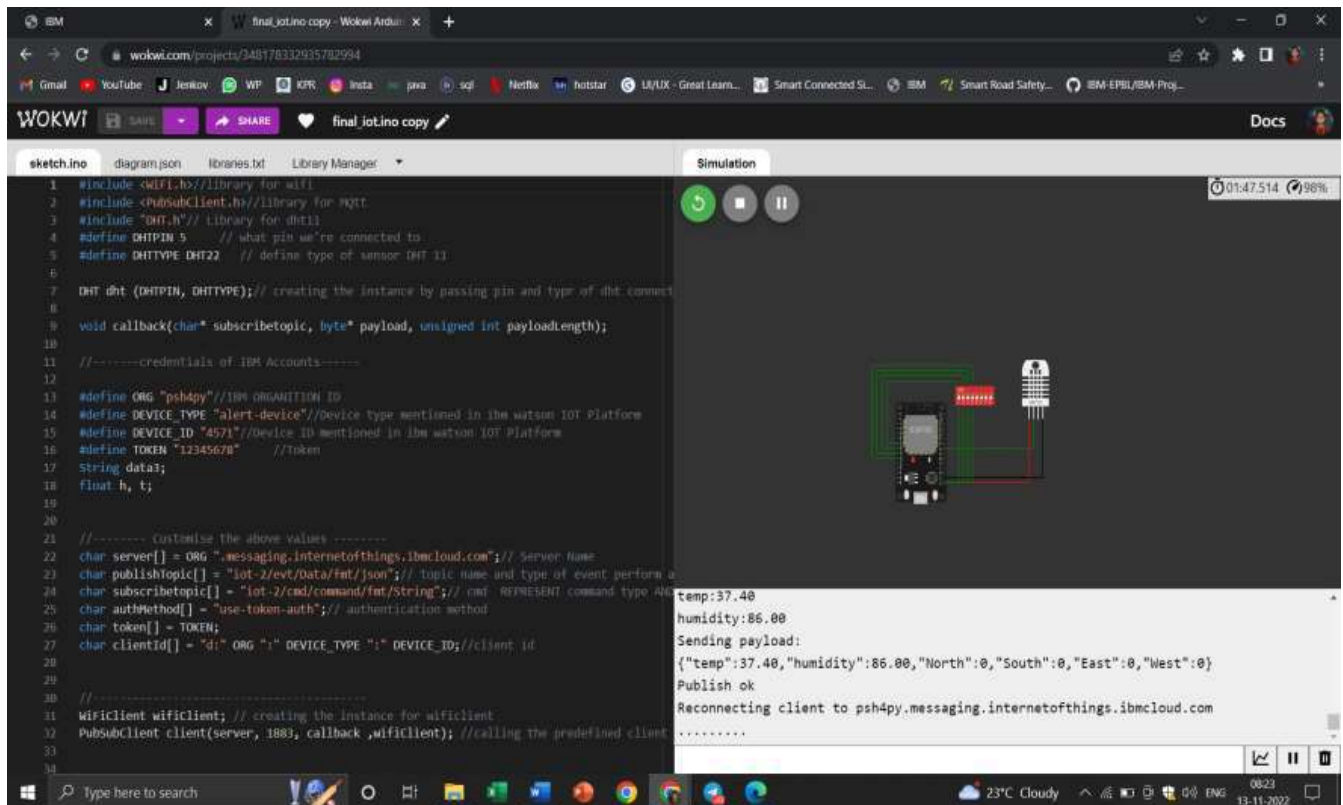 IBM
final_iot.ino copy - Wokwi Ardui
wokwi.com/projects/348178332935782994
Gmail YouTube Jenkov WP KPR Insta java sql Netflix hotstar UI/UX - Great Learn... Smart Connected Si... IBM Smart Road Safety... IBM-EPBL/IBM-Proj...
WOKWI SAVE SHARE final_iot.ino copy Docs
sketch.ino diagram.json libraries.txt Library Manager
1 #include <WiFi.h>//library for wifi
2 #include <PubSubClient.h>//library for MQtt
3 #include "DHT.h"// Library for dht11
4 #define DHTPIN 5 // what pin we're connected to
5 #define DHTTYPE DHT22 // define type of sensor DHT 11
6
7 DHT dht (DHTPIN, DHTTYPE);// creating the instance by passing pin and typr of dht connect
8
9 void callback(char* subscribetopic, byte* payload, unsigned int payloadLength);
10
11 //-------credentials of IBM Accounts------
12
13 #define ORG "psh4py"//IBM ORGANITION ID
14 #define DEVICE_TYPE "alert-device"//Device type mentioned in ibm watson IOT Platform
15 #define DEVICE_ID "4571"//Device ID mentioned in ibm watson IOT Platform
16 #define TOKEN "12345678" //Token
17 String data3;
18 float h, t;
19
20
21 //-------- Customise the above values --------
22 char server[] = ORG ".messaging.internetofthings.ibmcloud.com";// Server Name
23 char publishTopic[] = "iot-2/evt/Data/fmt/json";// topic name and type of event perform a
24 char subscribetopic[] = "iot-2/cmd/command/fmt/String";// cmd REPRESENT command type AND
25 char authMethod[] = "use-token-auth";// authentication method
26 char token[] = TOKEN;
27 char clientId[] = "d:" ORG ":" DEVICE_TYPE ":" DEVICE_ID;//client id
28
29
30 //-----------------------------------------
31 WiFiClient wifiClient; // creating the instance for wificlient
32 PubSubClient client(server, 1883, callback ,wifiClient); //calling the predefined client
33
34
Simulation
01:47.514 98%
temp:37.40
humidity:86.00
Sending payload:
{"temp":37.40,"humidity":86.00,"North":0,"South":0,"East":0,"West":0}
Publish ok
Reconnecting client to psh4py.messaging.internetofthings.ibmcloud.com
.........
Type here to search
23°C Cloudy ENG
08:23
13-11-2022